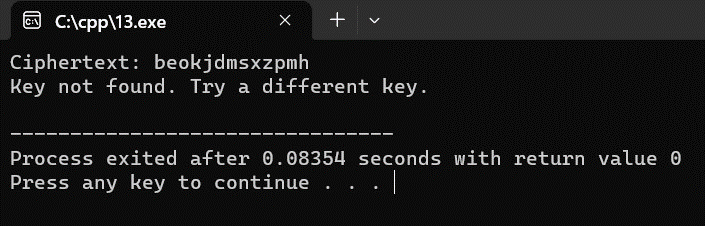 C:\cpp\13.exe
Ciphertext: beokjdmsxzpmh
Key not found. Try a different key.
--------------------------------
Process exited after 0.08354 seconds with return value 0
Press any key to continue . . .